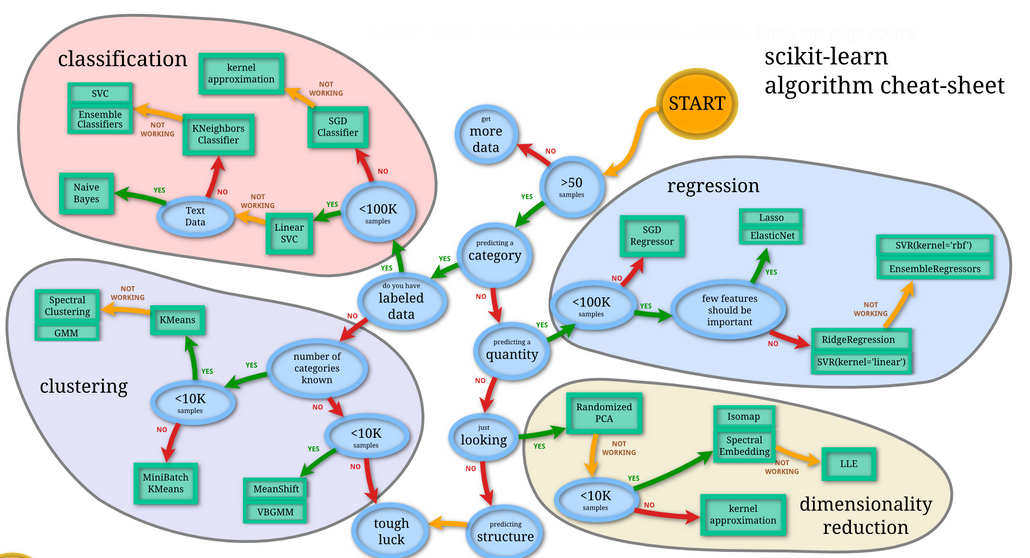 scikit-learn
algorithm cheat-sheet
START
get
more
data
NO
>50
samples
YES
predicting a
category
YES
NO
do you have
labeled
data
YES
NO
predicting a
quantity
YES
NO
just
looking
YES
NO
predicting
structure
tough
luck
classification
kernel
approximation
NOT
WORKING
SVC
Ensemble
Classifiers
NOT
WORKING
KNeighbors
Classifier
SGD
Classifier
NO
Naive
Bayes
YES
NO
Text
Data
NOT
WORKING
Linear
SVC
YES
<100K
samples
regression
SGD
Regressor
Lasso
ElasticNet
SVR(kernel='rbf')
EnsembleRegressors
<100K
samples
NO
YES
few features
should be
important
YES
NO
NOT
WORKING
RidgeRegression
SVR(kernel='linear')
clustering
Spectral
Clustering
GMM
NOT
WORKING
KMeans
YES
YES
number of
categories
known
NO
<10K
samples
NO
<10K
samples
YES
NO
MiniBatch
KMeans
MeanShift
VBGMM
Randomized
PCA
NOT
WORKING
Isomap
Spectral
Embedding
NOT
WORKING
LLE
<10K
samples
YES
NO
kernel
approximation
dimensionality
reduction